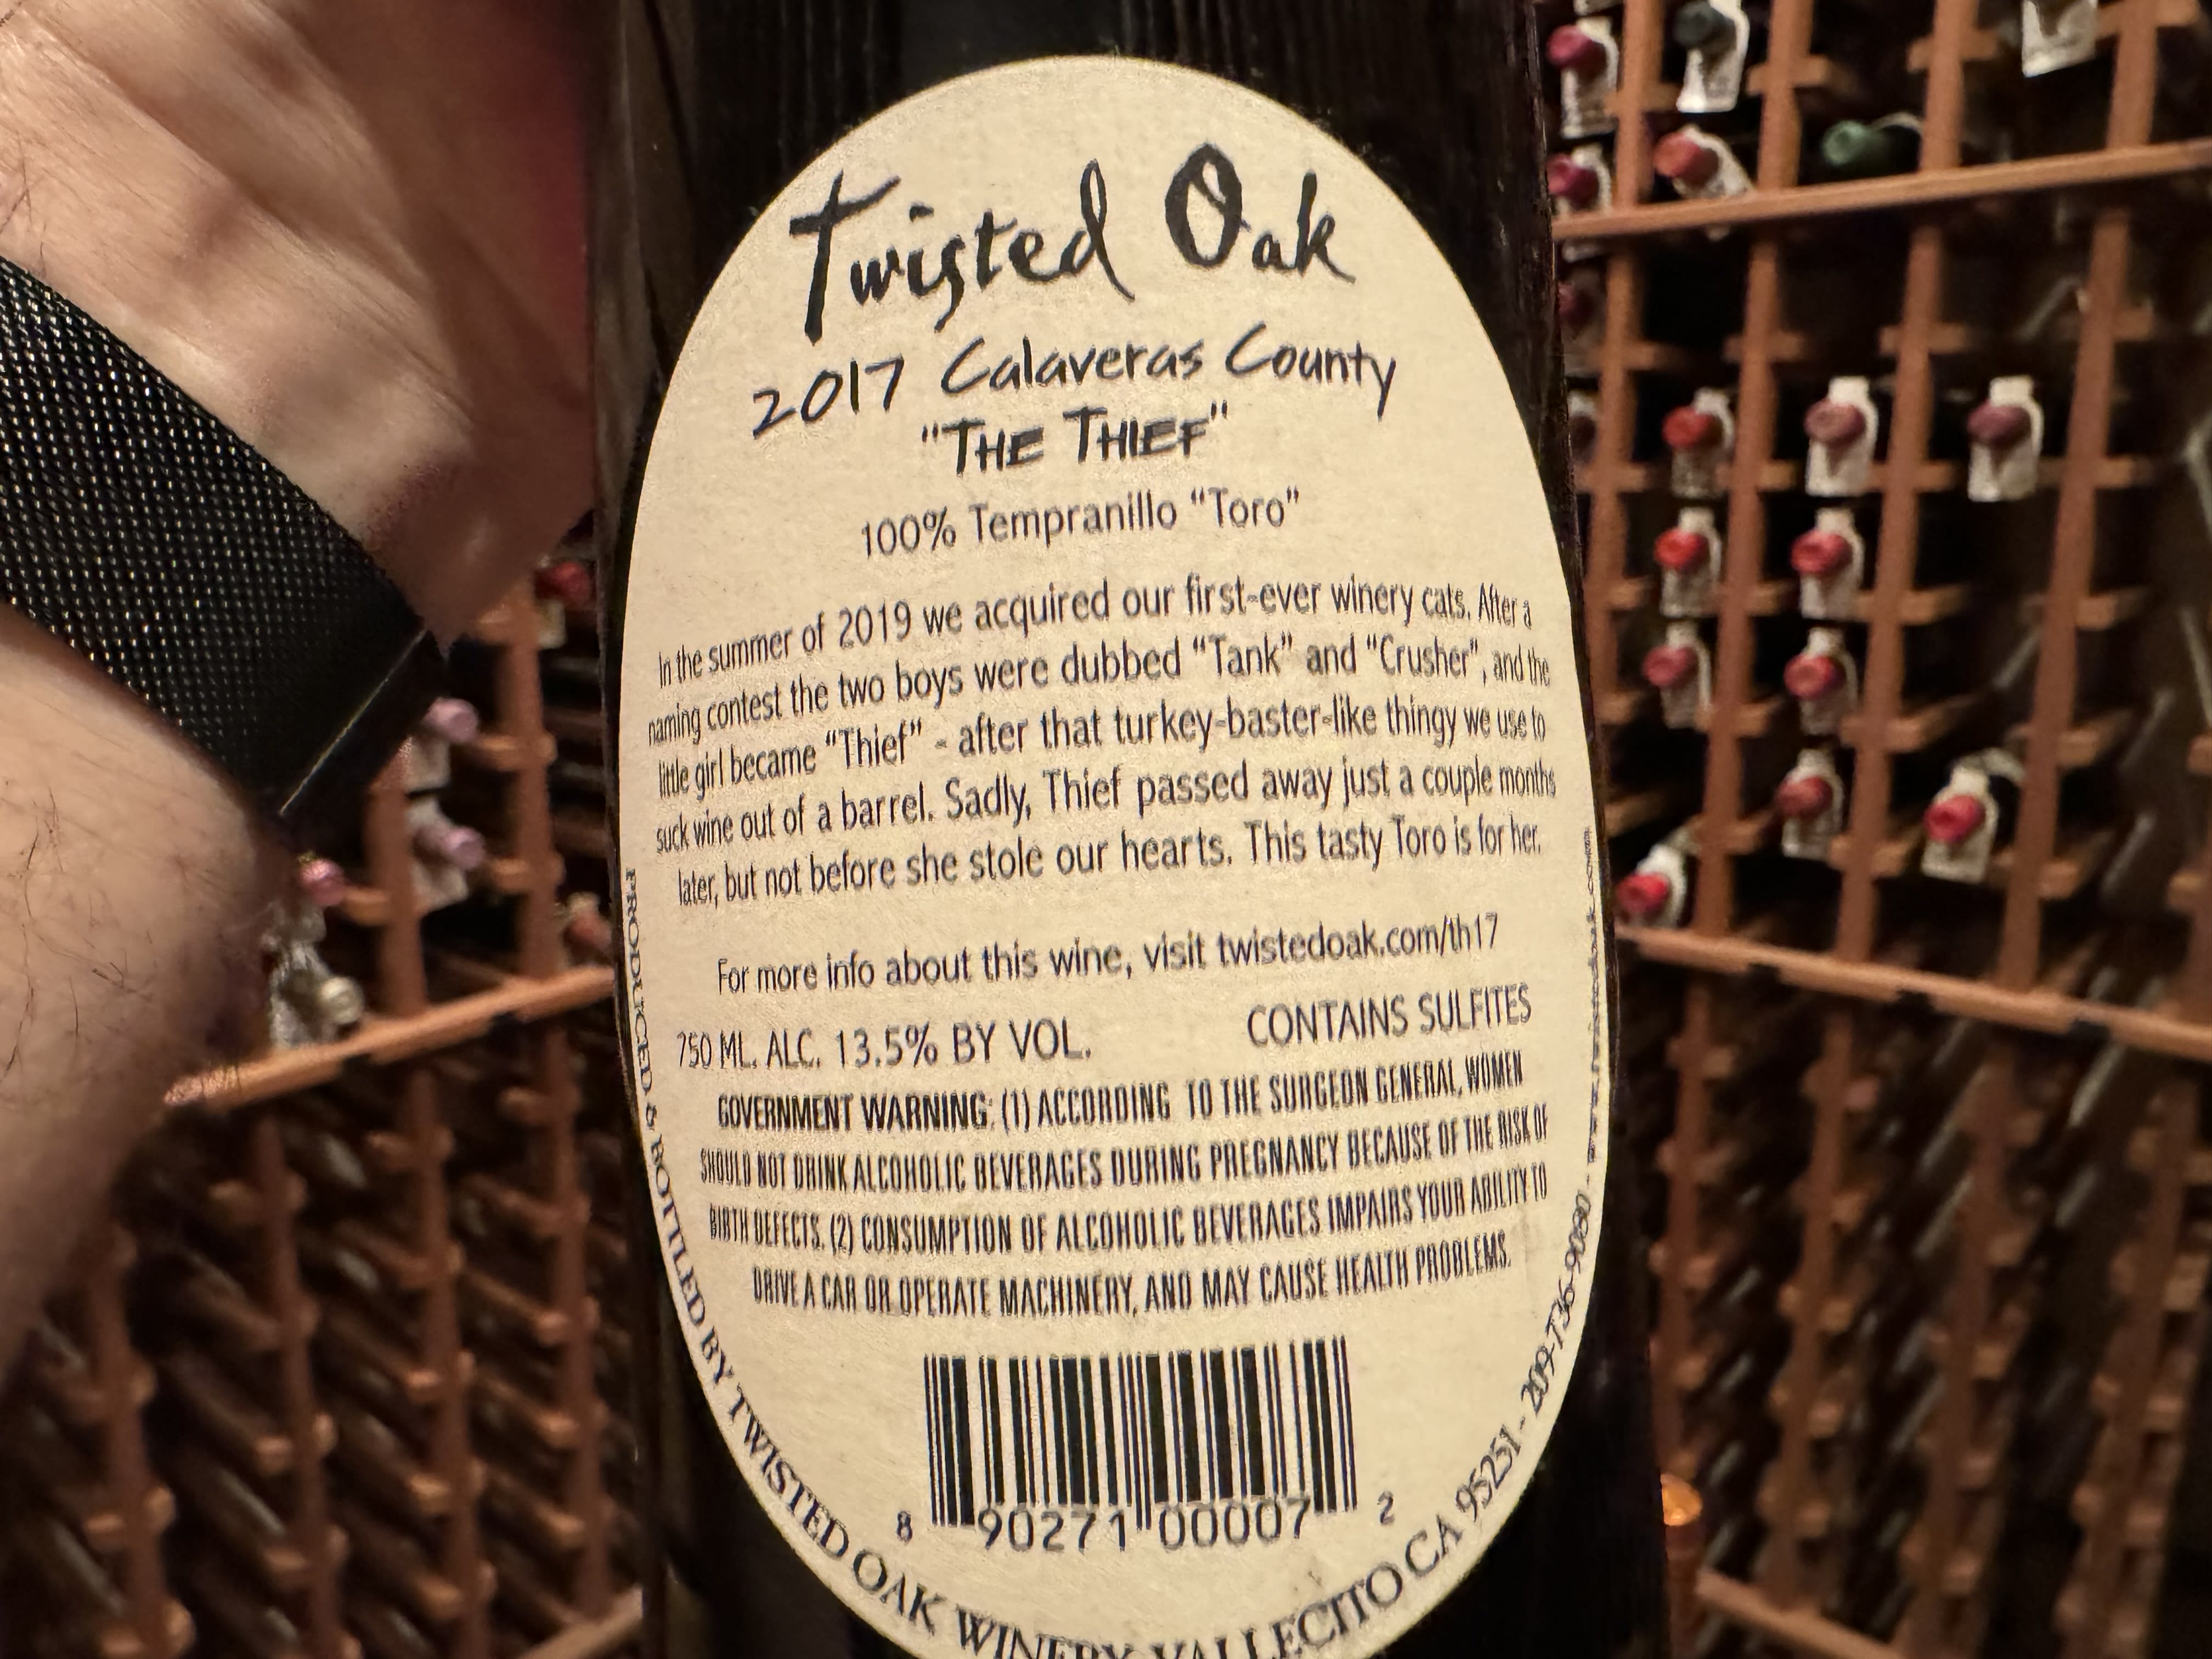 Twisted Oak
2017 Calaveras County
"THE THIEF"
100% Tempranillo "Toro"
In the summer of 2019 we acquired our first-ever winery cats. After a
naming contest the two boys were dubbed "Tank" and "Crusher", and the
little girl became "Thief" - after that turkey-baster-like thingy we use to
suck wine out of a barrel. Sadly, Thief passed away just a couple months
later, but not before she stole our hearts. This tasty Toro is for her.
For more info about this wine, visit twistedoak.com/th17
750 ML. ALC. 13.5% BY VOL. CONTAINS SULFITES
GOVERNMENT WARNING: (1) ACCORDING TO THE SURGEON GENERAL, WOMEN
SHOULD NOT DRINK ALCOHOLIC BEVERAGES DURING PREGNANCY BECAUSE OF THE RISK OF
BIRTH DEFECTS. (2) CONSUMPTION OF ALCOHOLIC BEVERAGES IMPAIRS YOUR ABILITY TO
DRIVE A CAR OR OPERATE MACHINERY, AND MAY CAUSE HEALTH PROBLEMS.
8 90271 00007 2
PRODUCED & BOTTLED BY TWISTED OAK WINERY, VALLECITO CA 95251 - 209-736-9080 - www.twistedoak.com